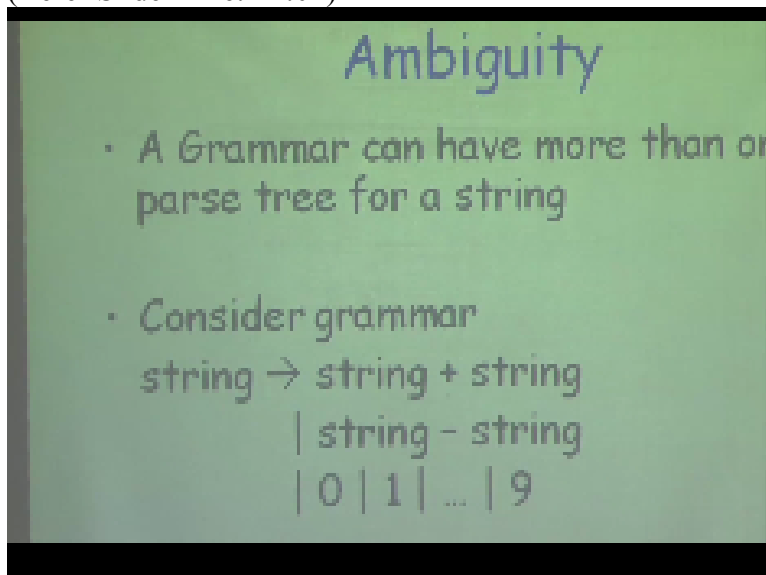 Ambiguity
· A Grammar can have more than
parse tree for a string
· Consider grammar
string → string + string
| string - string
| 0 | 1 | ... | 9